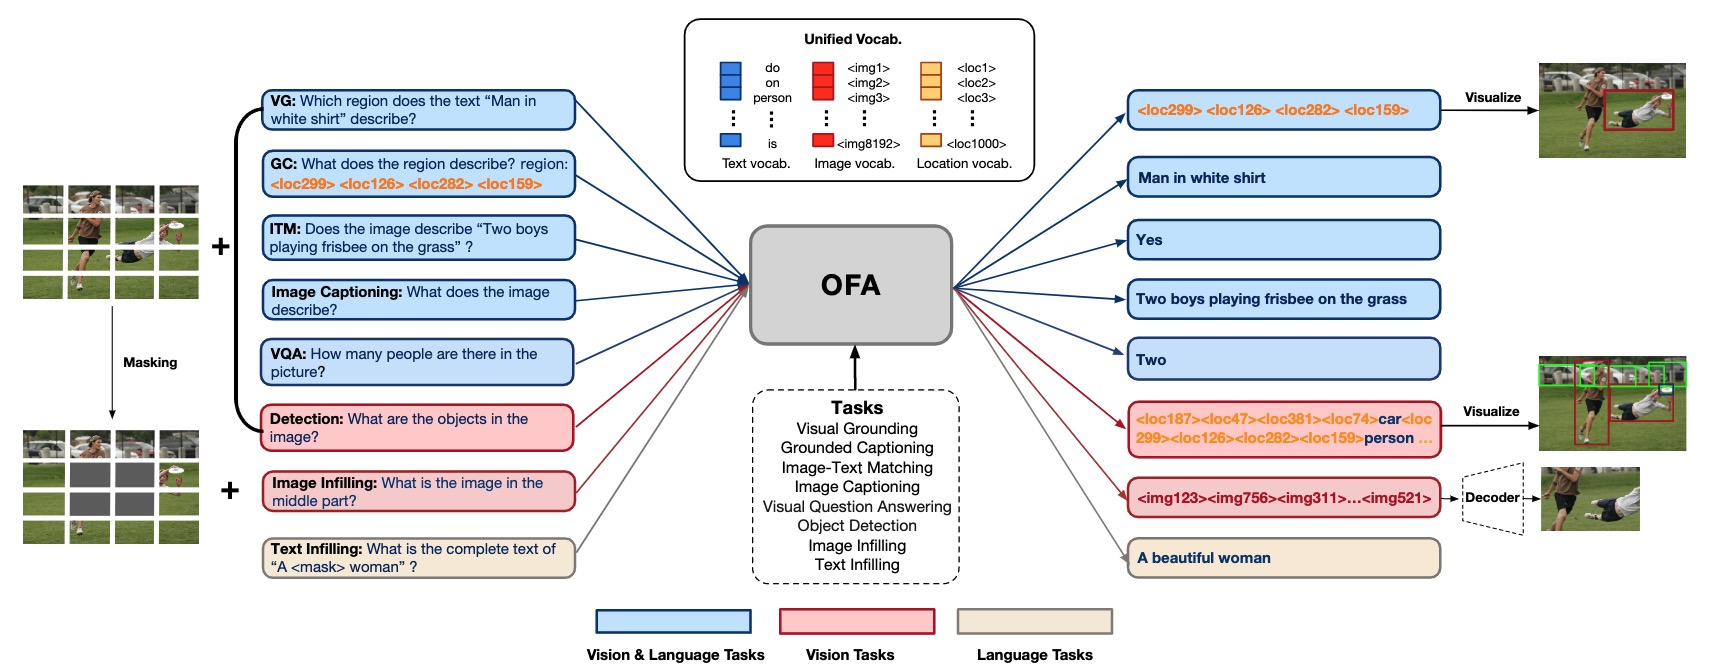 Unified Vocab.
do
on
person
is
Text vocab.
<img1>
<img2>
<img3>
<img8192>
Image vocab.
<loc1>
<loc2>
<loc3>
<loc1000>
Location vocab.
+
Masking
+
VG: Which region does the text “Man in
white shirt” describe?
GC: What does the region describe? region:
<loc299> <loc126> <loc282> <loc159>
ITM: Does the image describe “Two boys
playing frisbee on the grass” ?
Image Captioning: What does the image
describe?
VQA: How many people are there in the
picture?
Detection: What are the objects in the
image?
Image Infilling: What is the image in the
middle part?
Text Infilling: What is the complete text of
“A <mask> woman” ?
OFA
Tasks
Visual Grounding
Grounded Captioning
Image-Text Matching
Image Captioning
Visual Question Answering
Object Detection
Image Infilling
Text Infilling
<loc299> <loc126> <loc282> <loc159>
Visualize
Man in white shirt
Yes
Two boys playing frisbee on the grass
Two
<loc187><loc47><loc381><loc74>car<loc
299><loc126><loc282><loc159>person ...
Visualize
<img123><img756><img311>...<img521>
Decoder
A beautiful woman
Vision & Language Tasks
Vision Tasks
Language Tasks